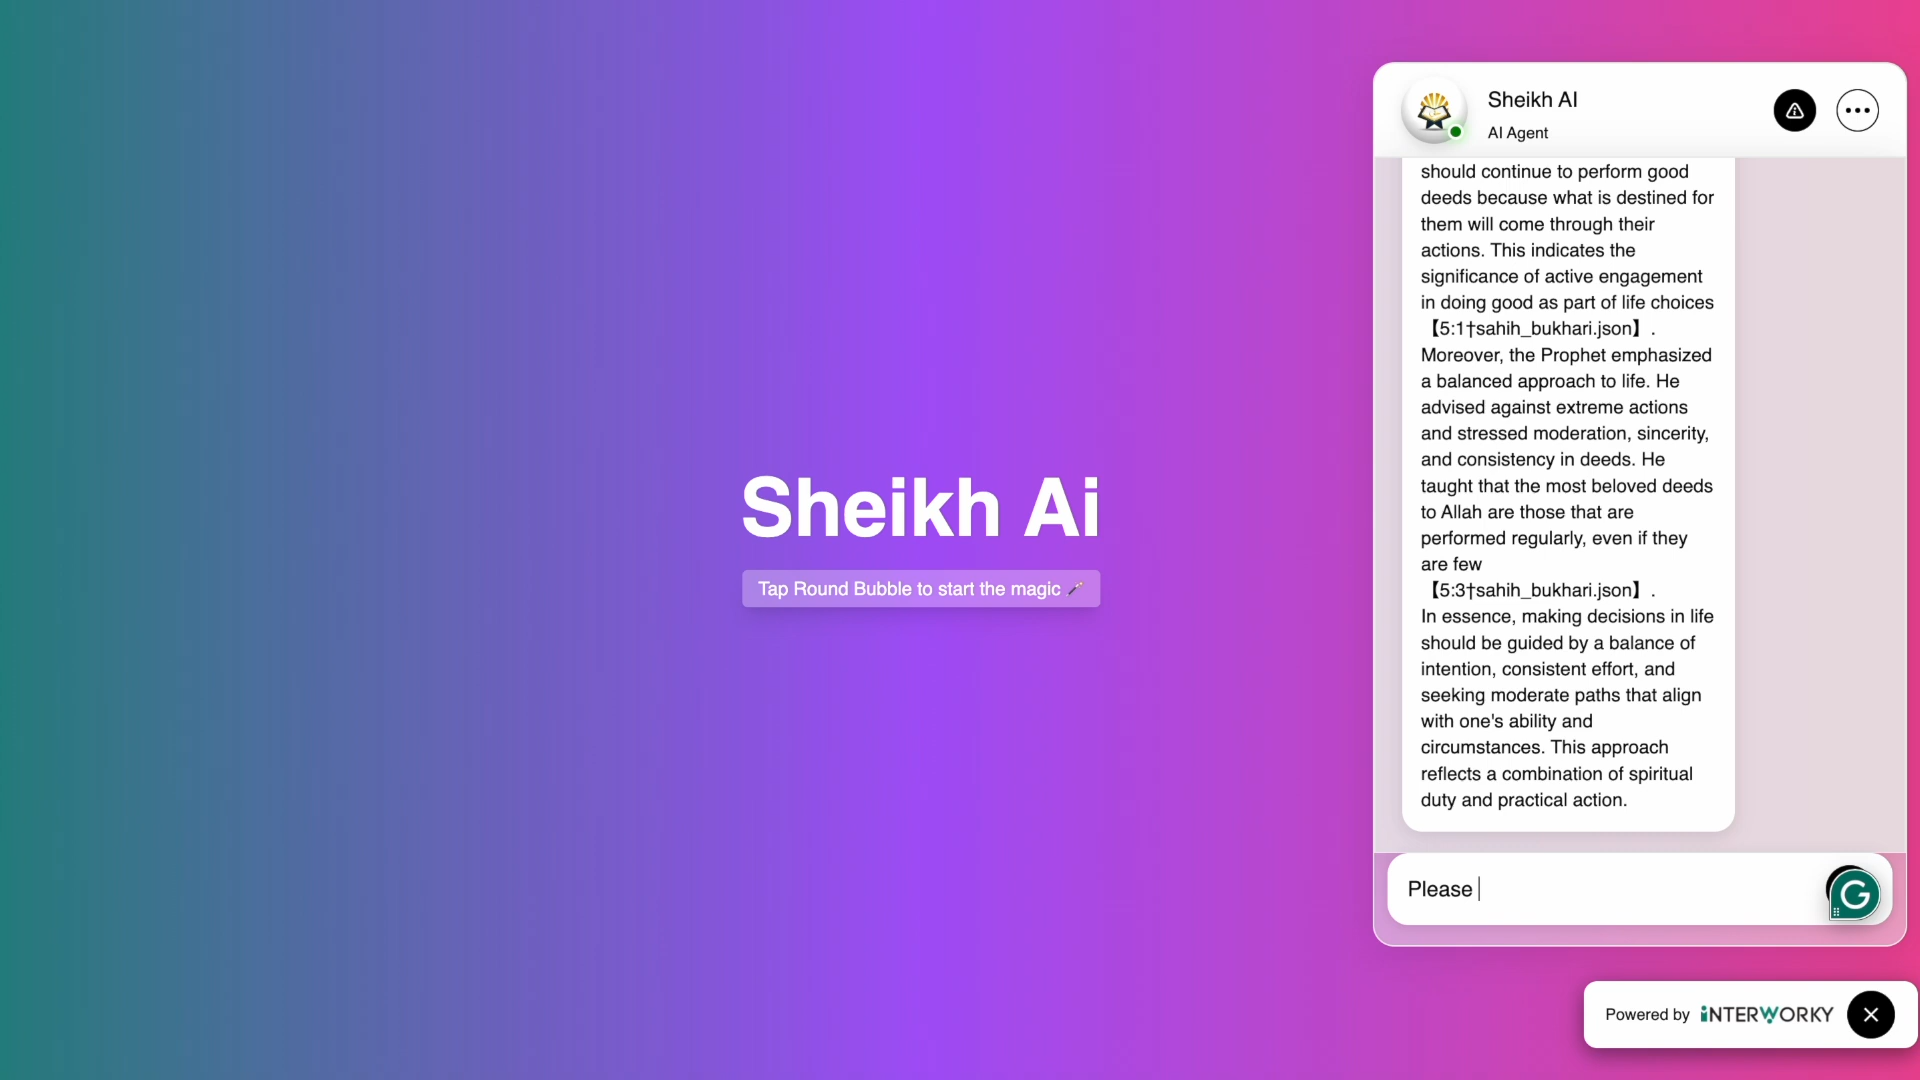 Sheikh Ai
Tap Round Bubble to start the magic
Sheikh AI
AI Agent
should continue to perform good
deeds because what is destined for
them will come through their
actions. This indicates the
significance of active engagement
in doing good as part of life choices
【5:1†sahih_bukhari.json】.
Moreover, the Prophet emphasized
a balanced approach to life. He
advised against extreme actions
and stressed moderation, sincerity,
and consistency in deeds. He
taught that the most beloved deeds
to Allah are those that are
performed regularly, even if they
are few
【5:3†sahih_bukhari.json】.
In essence, making decisions in life
should be guided by a balance of
intention, consistent effort, and
seeking moderate paths that align
with one's ability and
circumstances. This approach
reflects a combination of spiritual
duty and practical action.
Please
Powered by iNTERWORKY